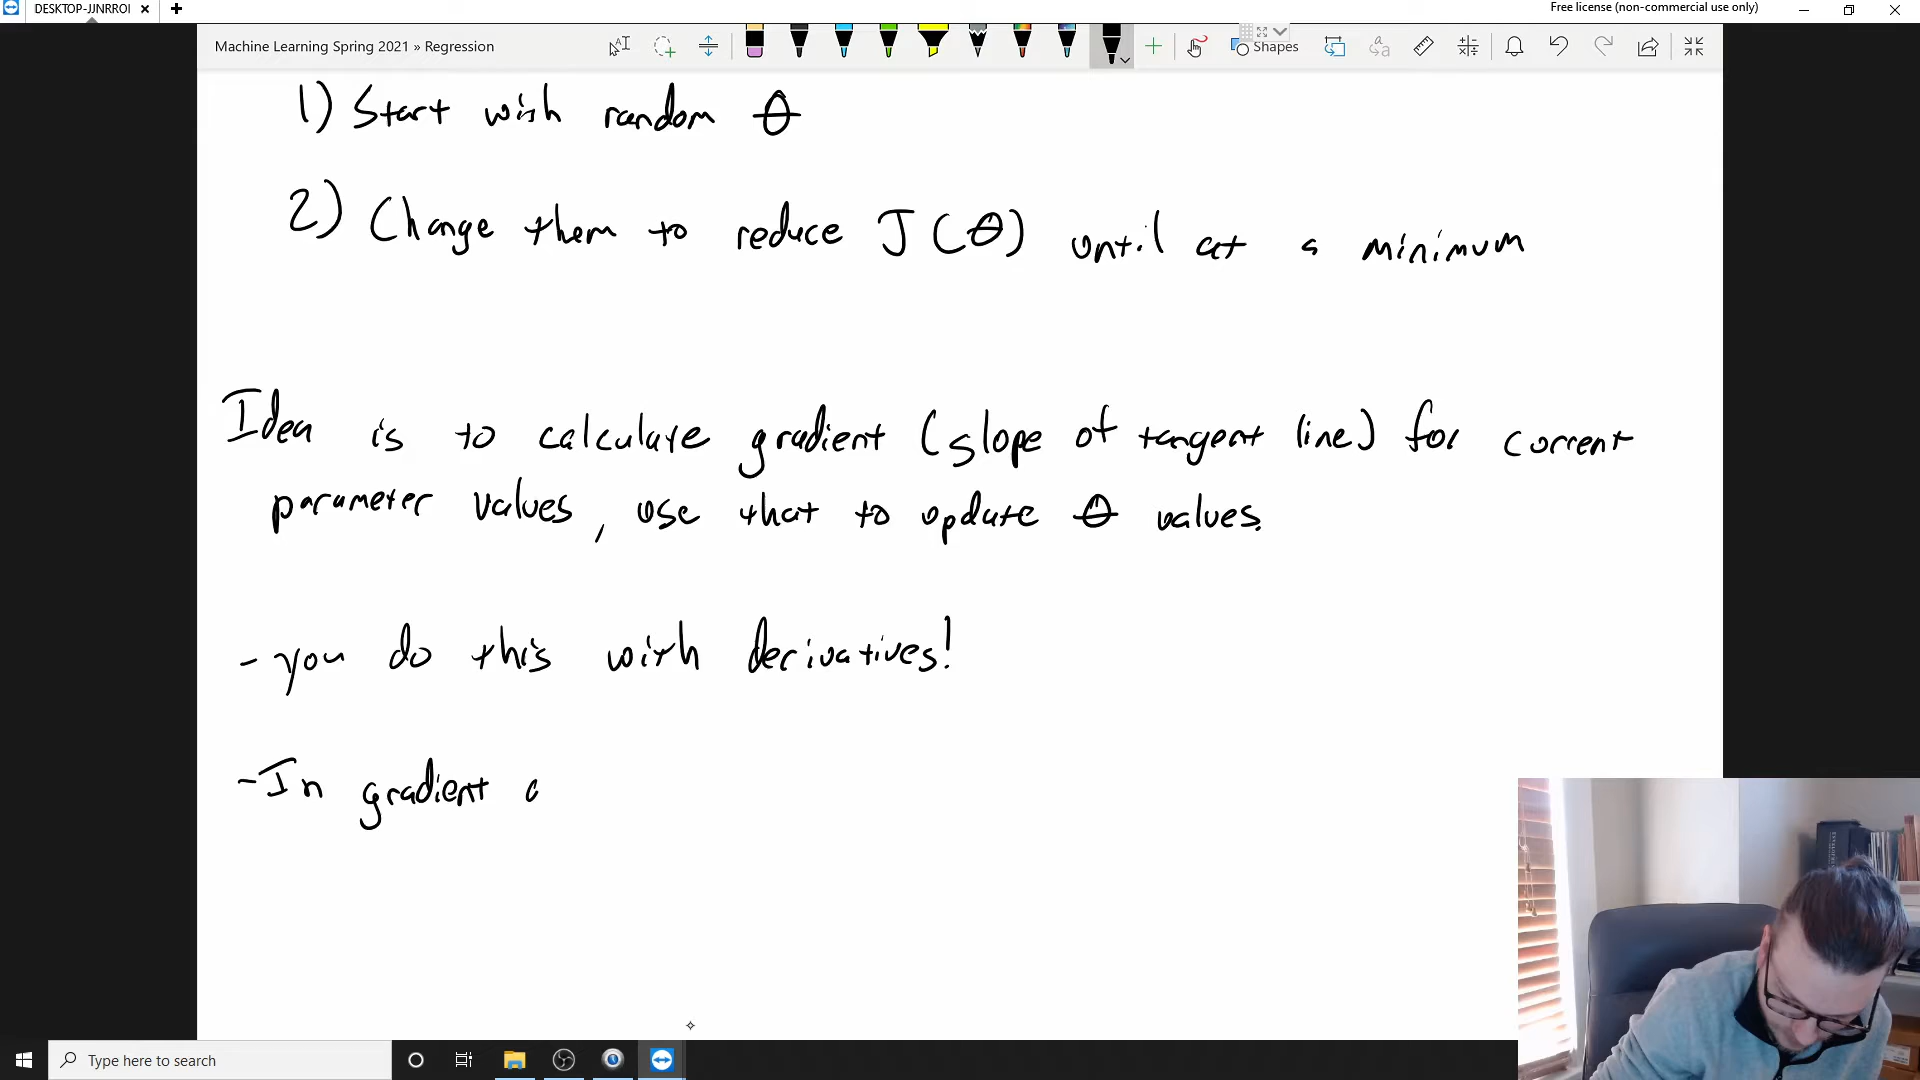 DESKTOP-JJNRROI
Free license (non-commercial use only)
Machine Learning Spring 2021 » Regression
Shapes
1) Start with random θ
2) Change them to reduce J(θ) until at a minimum
Idea is to calculate gradient (slope of tangent line) for current
parameter values, use that to update θ values.
- you do this with derivatives!
- In gradient
Type here to search